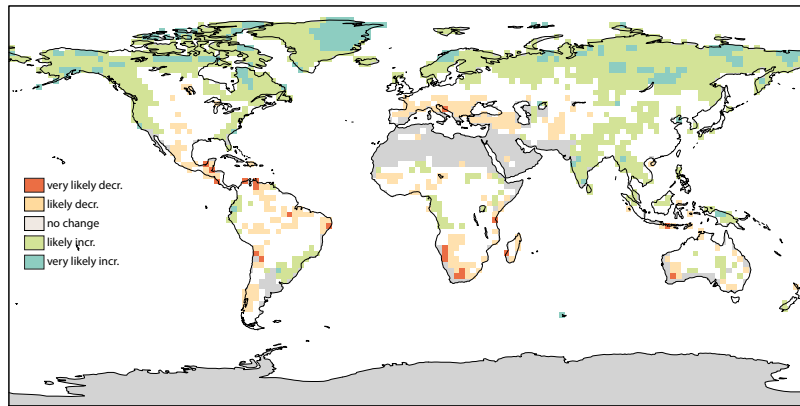 very likely decr.
likely decr.
no change
likely incr.
very likely incr.